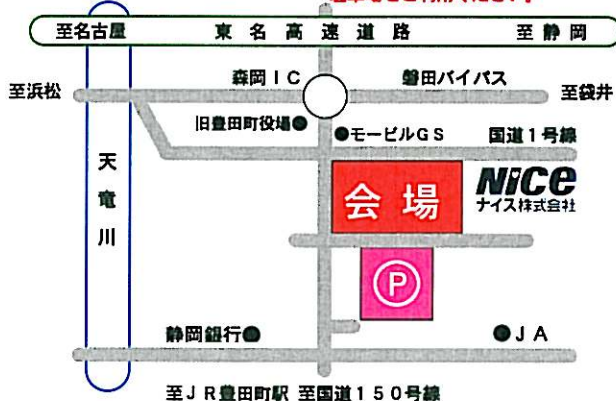 至名古屋 東名高速道路 至静岡
森岡IC 磐田バイパス
至浜松 至袋井
旧豊田町役場●
●モービルGS 国道1号線
天竜川
会場
Nice
ナイス株式会社
P
静岡銀行● ●JA
至JR豊田町駅 至国道150号線